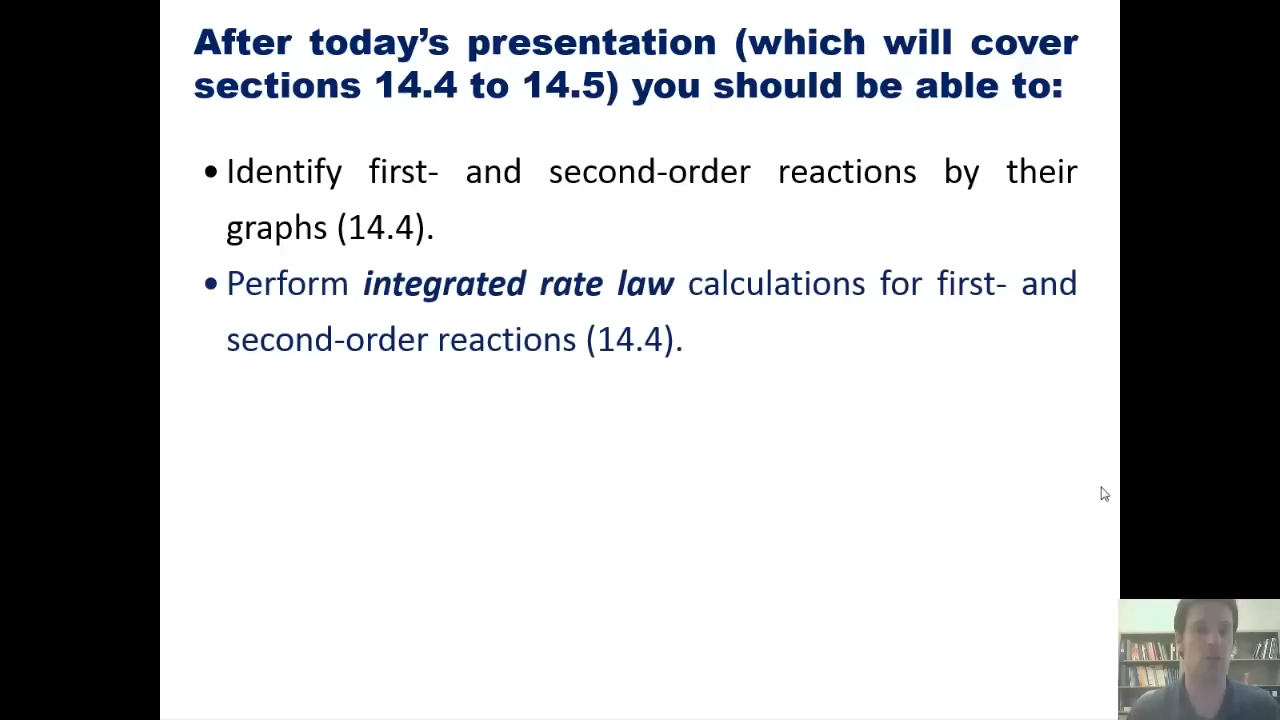 After today’s presentation (which will cover
sections 14.4 to 14.5) you should be able to:
•Identify first- and second-order reactions by their
graphs (14.4).
•Perform integrated rate law calculations for first- and
second-order reactions (14.4).